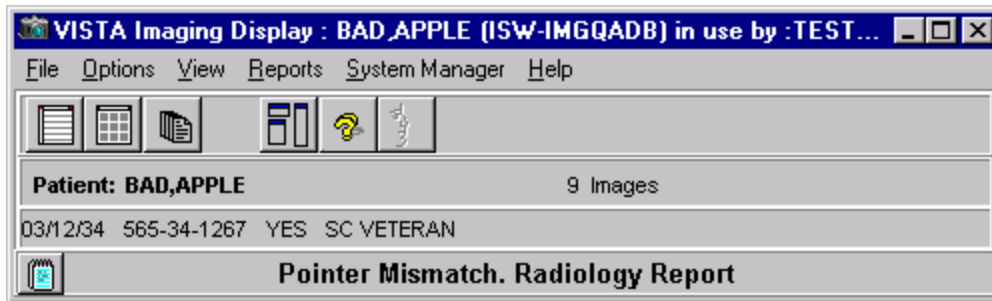 VISTA Imaging Display : BAD,APPLE (ISW-IMGQADB) in use by :TEST...
File Options View Reports System Manager Help
Patient: BAD,APPLE 9 Images
03/12/34 565-34-1267 YES SC VETERAN
Pointer Mismatch. Radiology Report